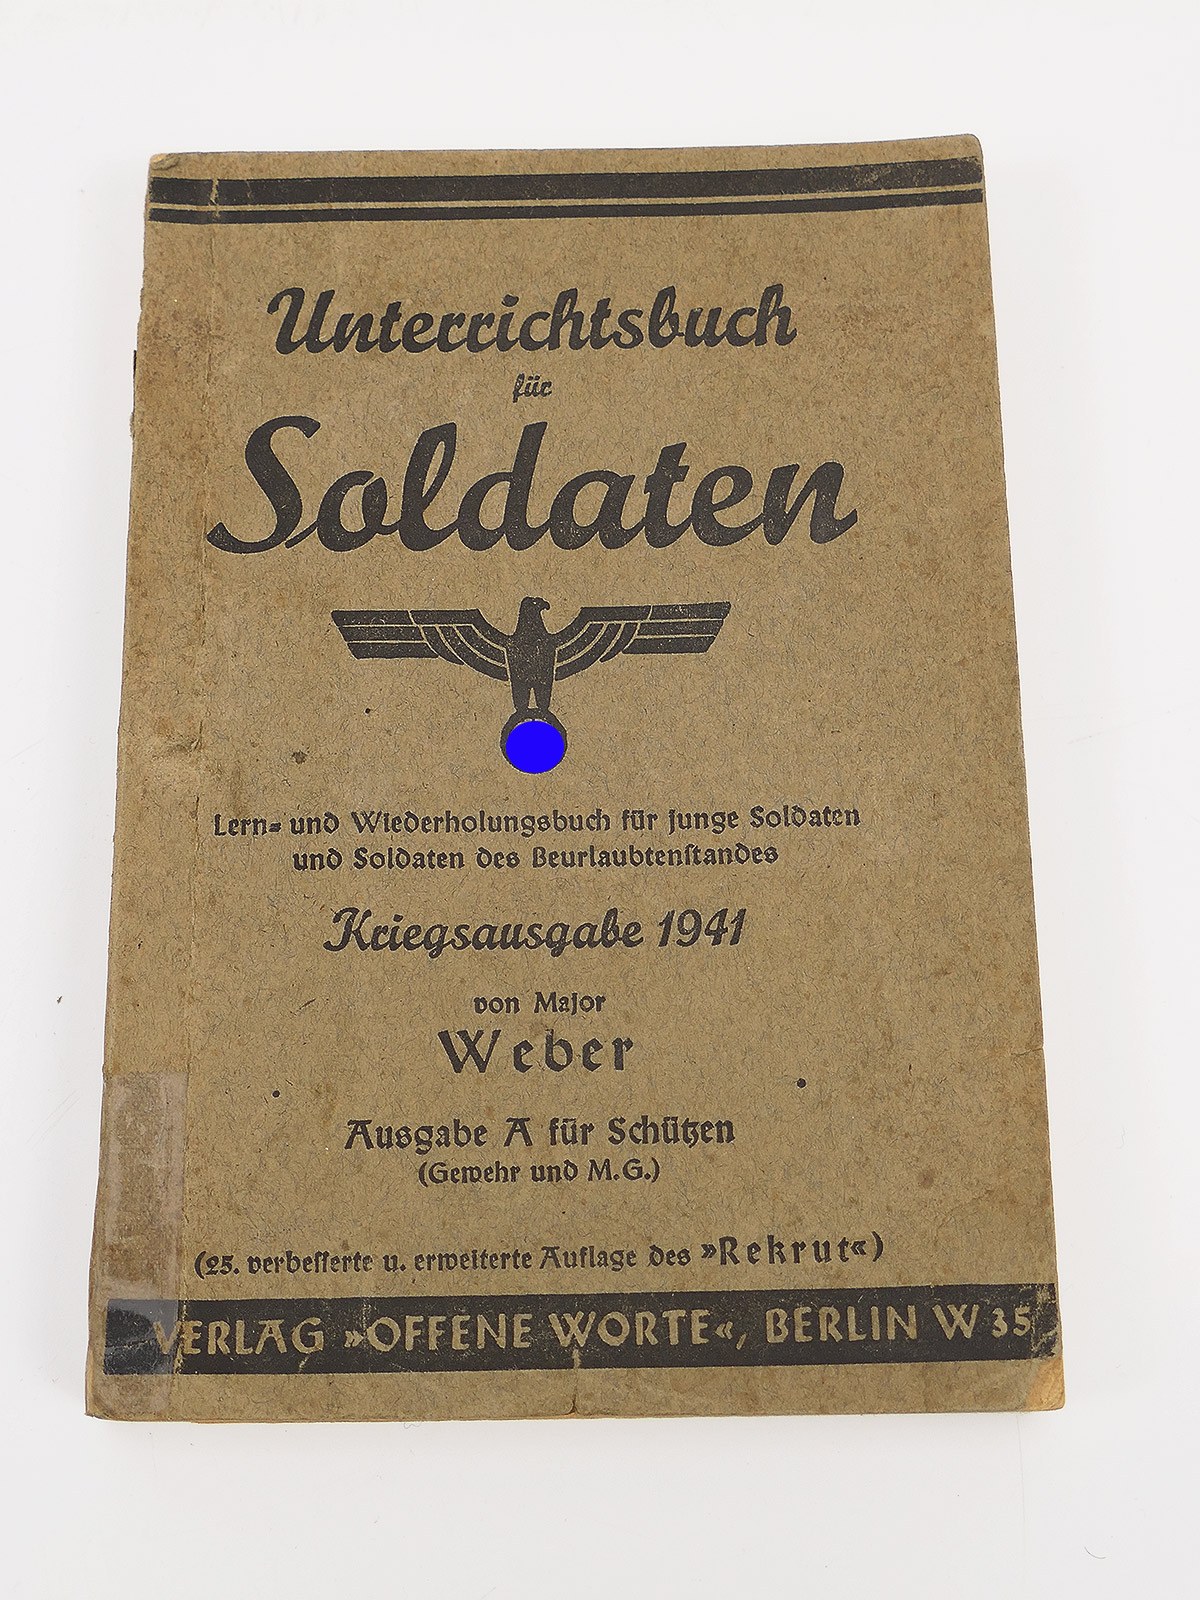 Unterrichtsbuch
für
Soldaten
Lern- und Wiederholungsbuch für junge Soldaten
und Soldaten des Beurlaubtenstandes
Kriegsausgabe 1941
von Major
Weber
Ausgabe A für Schützen
(Gewehr und M.G.)
(25. verbesserte u. erweiterte Auflage des »Rekrut«)
VERLAG »OFFENE WORTE«, BERLIN W 35